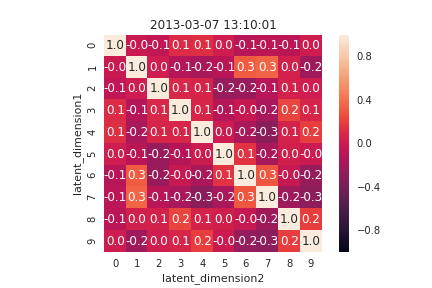 2013-03-07 13:10:01
0 1.0 -0.0 -0.1 0.1 0.1 0.0 -0.1 -0.1 -0.1 0.0
1 -0.0 1.0 0.0 -0.1 -0.2 -0.1 0.3 0.3 0.0 -0.2
2 -0.1 0.0 1.0 0.1 0.1 -0.2 -0.2 -0.1 0.1 0.0
3 0.1 -0.1 0.1 1.0 0.1 -0.1 -0.0 -0.2 0.2 0.1
4 0.1 -0.2 0.1 0.1 1.0 0.0 -0.2 -0.3 0.1 0.2
5 0.0 -0.1 -0.2 -0.1 0.0 1.0 0.1 -0.2 0.0 -0.0
6 -0.1 0.3 -0.2 -0.0 -0.2 0.1 1.0 0.3 -0.0 -0.2
7 -0.1 0.3 -0.1 -0.2 -0.3 -0.2 0.3 1.0 -0.2 -0.3
8 -0.1 0.0 0.1 0.2 0.1 0.0 -0.0 -0.2 1.0 0.2
9 0.0 -0.2 0.0 0.1 0.2 -0.0 -0.2 -0.3 0.2 1.0
0 1 2 3 4 5 6 7 8 9
latent_dimension1
latent_dimension2
0.8
0.4
0.0
-0.4
-0.8